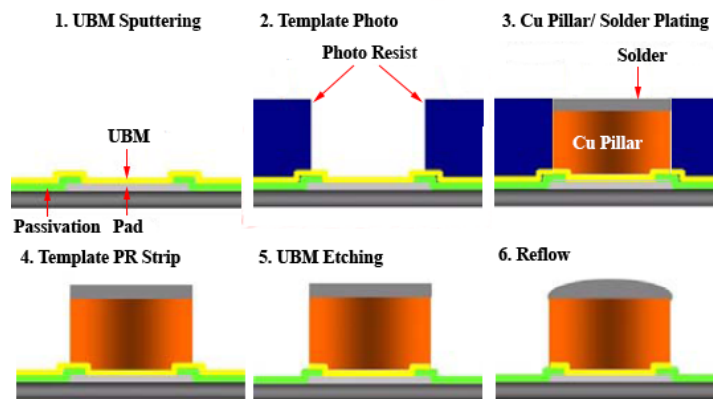 1. UBM Sputtering
2. Template Photo
3. Cu Pillar/ Solder Plating
Photo Resist
Solder
UBM
Cu Pillar
Passivation
Pad
4. Template PR Strip
5. UBM Etching
6. Reflow